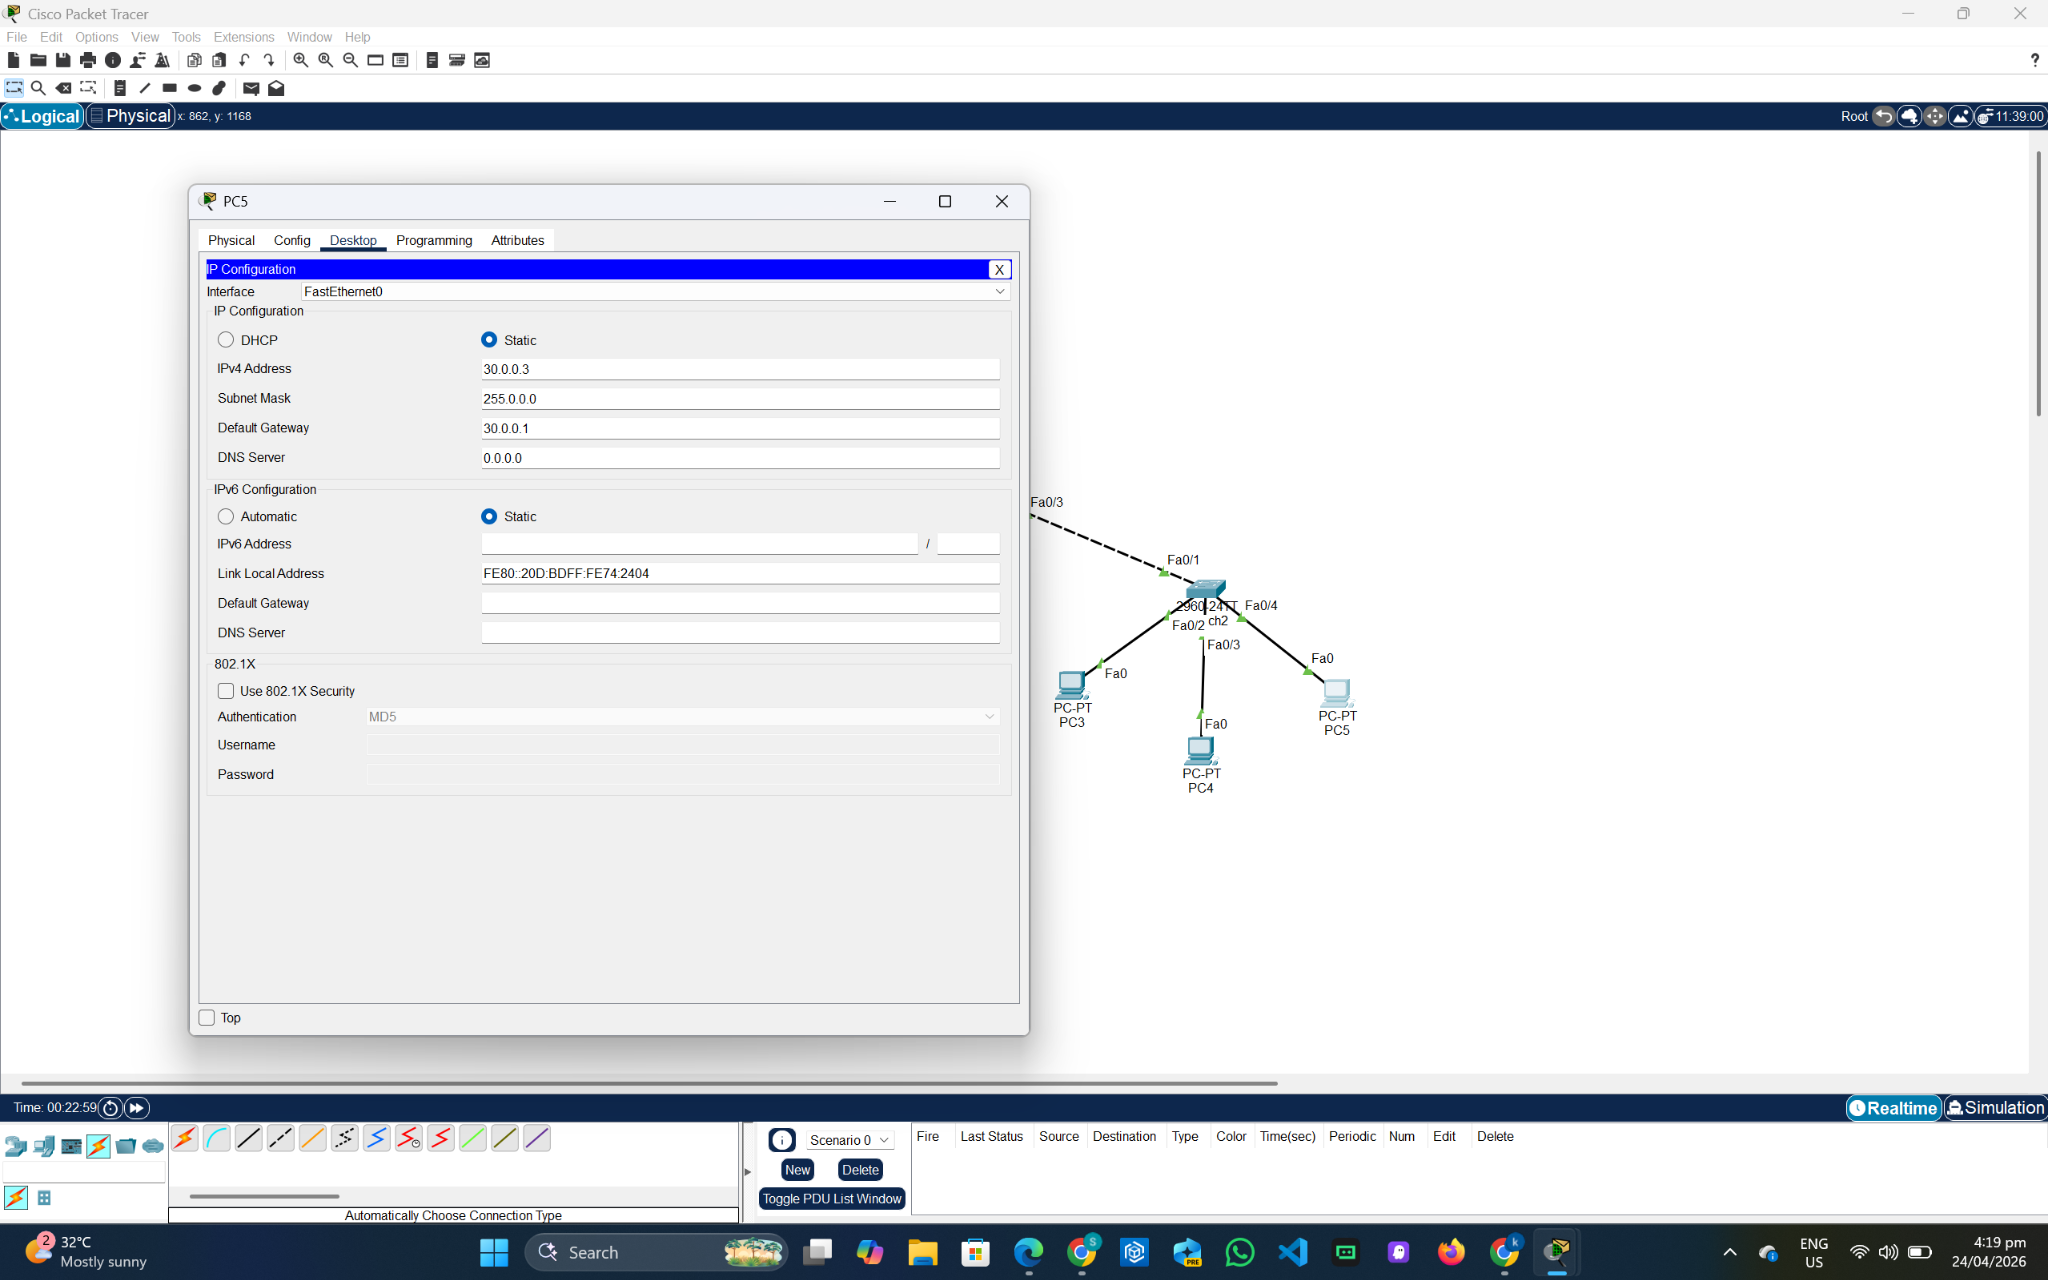 Cisco Packet Tracer
File Edit Options View Tools Extensions Window Help
?
Logical Physical x: 862, y: 1168 Root 11:39:00
PC5
Physical Config Desktop Programming Attributes
IP Configuration X
Interface FastEthernet0
IP Configuration
DHCP Static
IPv4 Address 30.0.0.3
Subnet Mask 255.0.0.0
Default Gateway 30.0.0.1
DNS Server 0.0.0.0
IPv6 Configuration
Automatic Static
IPv6 Address /
Link Local Address FE80::20D:BDFF:FE74:2404
Default Gateway
DNS Server
802.1X
Use 802.1X Security
Authentication MD5
Username
Password
Top
Fa0/3
Fa0/1
2960-24TT Fa0/4
ch2
Fa0/2
Fa0/3
Fa0
Fa0
PC-PT
PC3
PC-PT
PC5
Fa0
PC-PT
PC4
Time: 00:22:59 Realtime Simulation
Scenario 0
New Delete
Toggle PDU List Window
Fire Last Status Source Destination Type Color Time(sec) Periodic Num Edit Delete
Automatically Choose Connection Type
2
32°C
Mostly sunny
Search
S
PRE
k
ENG
US
4:19 pm
24/04/2026